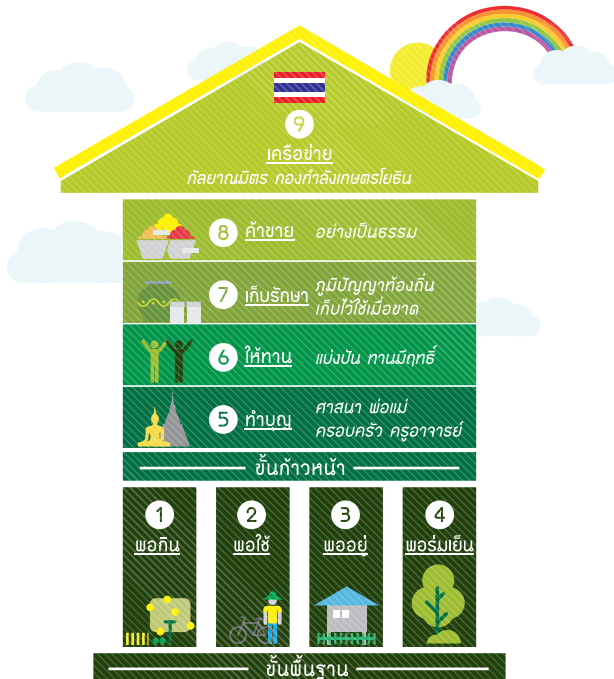 9
เครือข่าย
กัลยาณมิตร กองกำลังเกษตรโยธิน
8 ค้าขาย อย่างเป็นธรรม
7 เก็บรักษา ภูมิปัญญาท้องถิ่น
เก็บไว้ใช้เมื่อขาด
6 ให้ทาน แบ่งปัน ทานมีฤทธิ์
5 ทำบุญ ศาสนา พ่อแม่
ครอบครัว ครูอาจารย์
ขั้นก้าวหน้า
1 2 3 4
พอกิน พอใช้ พออยู่ พอร่มเย็น
ขั้นพื้นฐาน